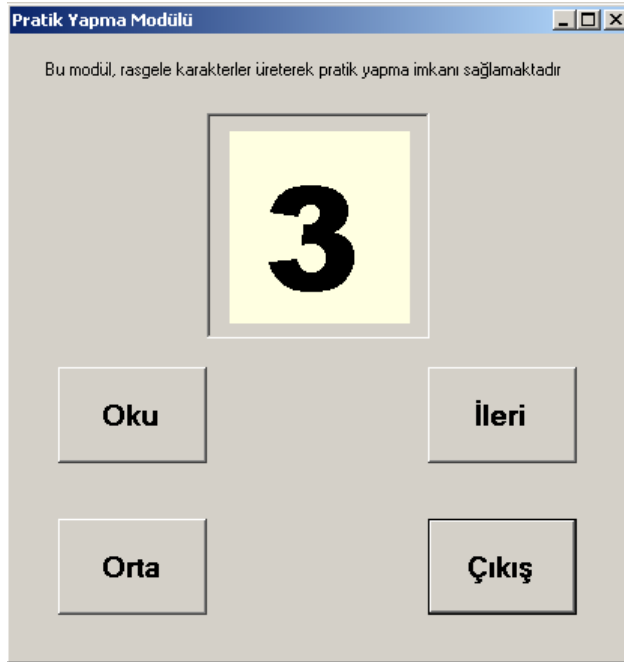 Pratik Yapma Modülü
Bu modül, rasgele karakterler üreterek pratik yapma imkanı sağlamaktadır
3
Oku
İleri
Orta
Çıkış